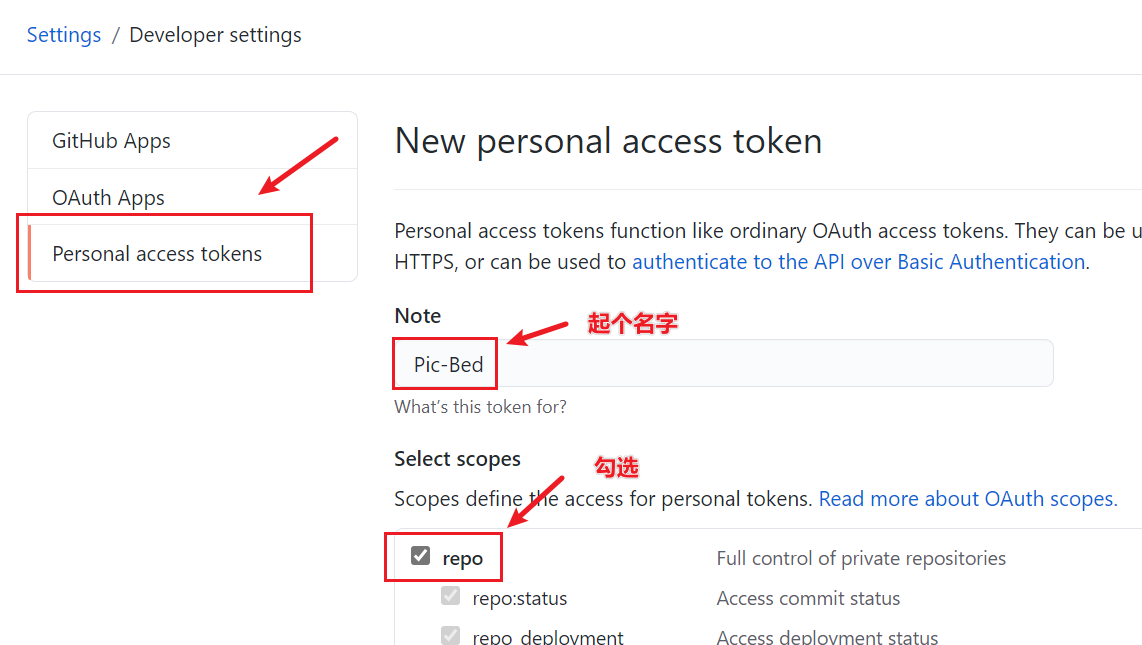 Settings / Developer settings
GitHub Apps
OAuth Apps
Personal access tokens
New personal access token
Personal access tokens function like ordinary OAuth access tokens. They can be u
HTTPS, or can be used to authenticate to the API over Basic Authentication.
Note
起个名字
Pic-Bed
What's this token for?
Select scopes
勾选
Scopes define the access for personal tokens. Read more about OAuth scopes.
repo Full control of private repositories
repo:status Access commit status
repo_deployment Access deployment status